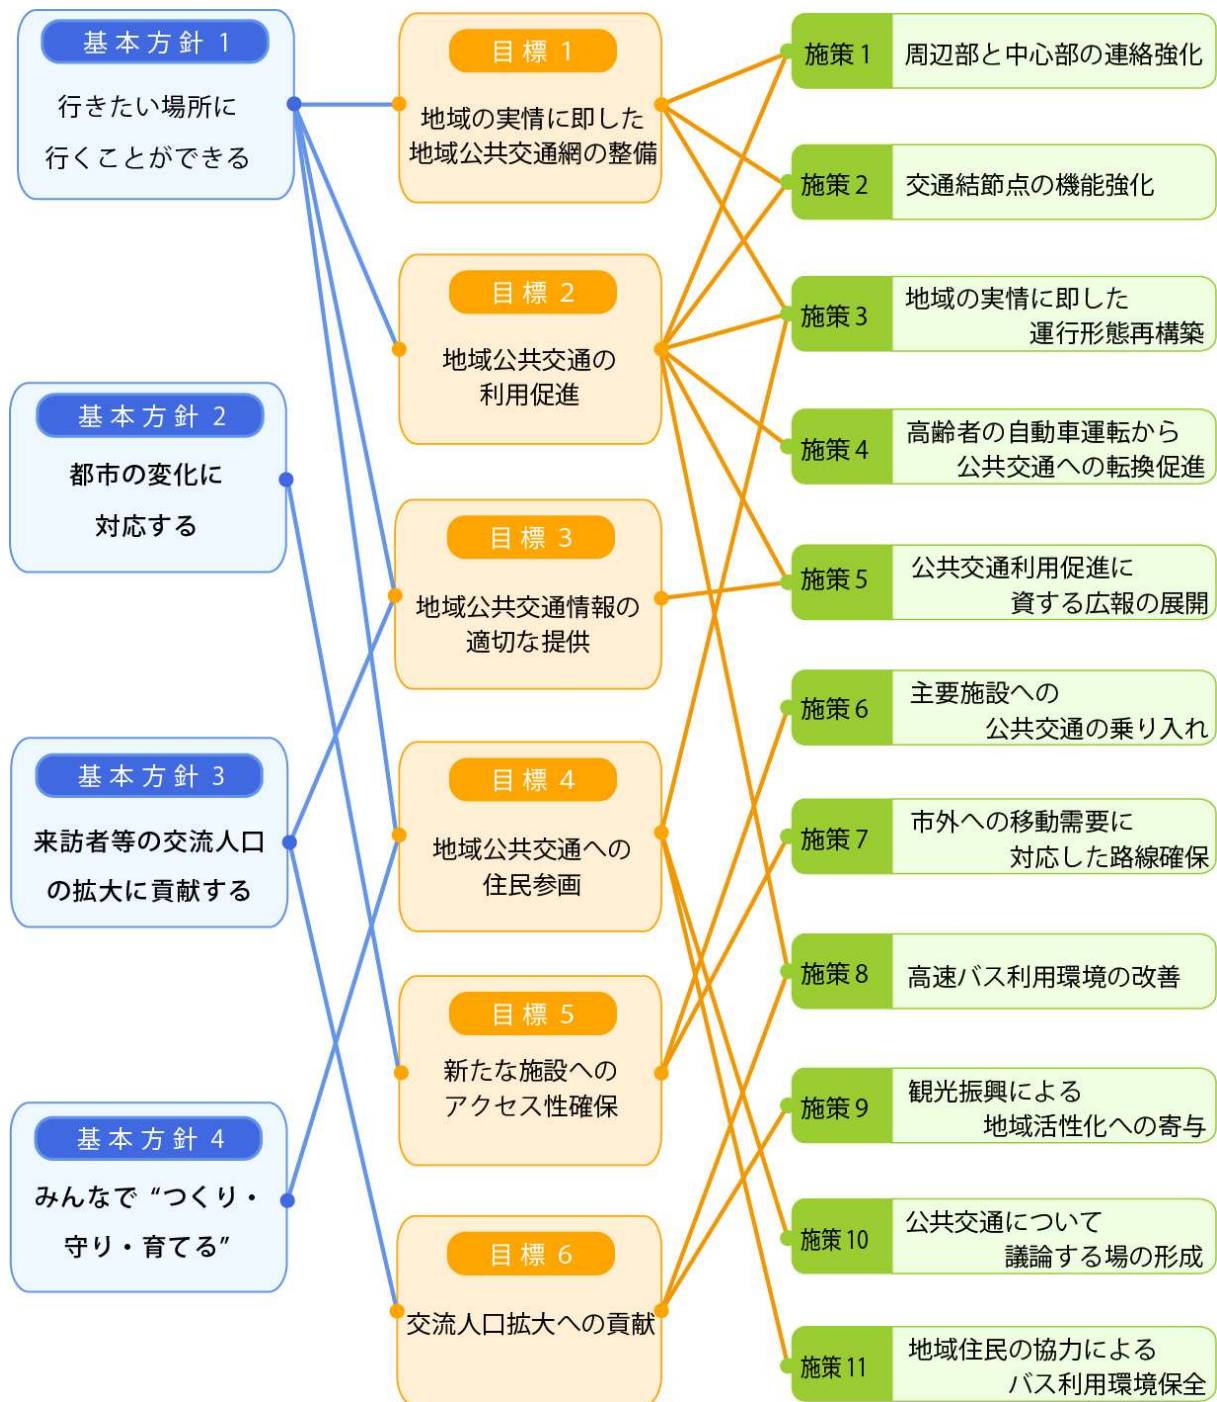 基本方針 1
行きたい場所に
行くことができる
基本方針 2
都市の変化に
対応する
基本方針 3
来訪者等の交流人口
の拡大に貢献する
基本方針 4
みんなで“つくり・
守り・育てる”
目標 1
地域の実情に即した
地域公共交通網の整備
目標 2
地域公共交通の
利用促進
目標 3
地域公共交通情報の
適切な提供
目標 4
地域公共交通への
住民参画
目標 5
新たな施設への
アクセス性確保
目標 6
交流人口拡大への貢献
施策 1
周辺部と中心部の連絡強化
施策 2
交通結節点の機能強化
施策 3
地域の実情に即した
運行形態再構築
施策 4
高齢者の自動車運転から
公共交通への転換促進
施策 5
公共交通利用促進に
資する広報の展開
施策 6
主要施設への
公共交通の乗り入れ
施策 7
市外への移動需要に
対応した路線確保
施策 8
高速バス利用環境の改善
施策 9
観光振興による
地域活性化への寄与
施策 10
公共交通について
議論する場の形成
施策 11
地域住民の協力による
バス利用環境保全